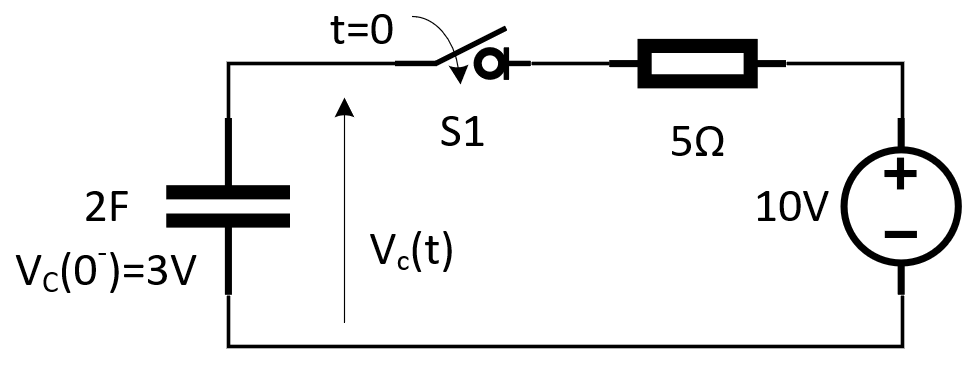 t=0
S1
5Ω
2F
10V
+
−
V_C(0⁻)=3V
V_c(t)